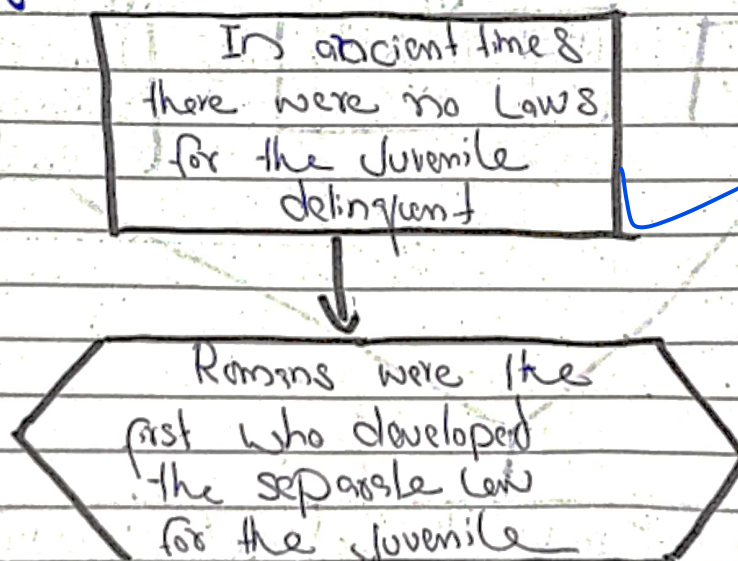 In ancient times
there were no Laws
for the Juvenile
delinquent
Romans were the
first who developed
the separate law
for the Juvenile